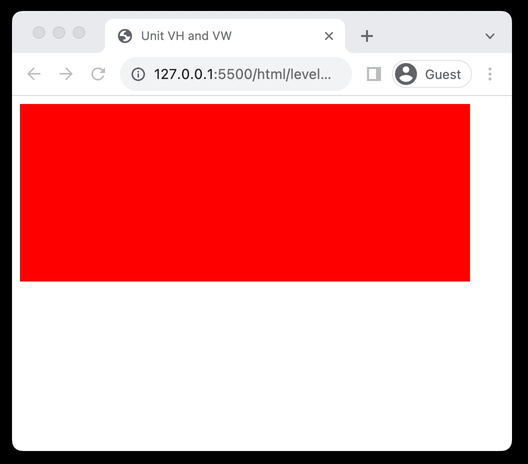 Unit VH and VW
127.0.0.1:5500/html/level...
Guest